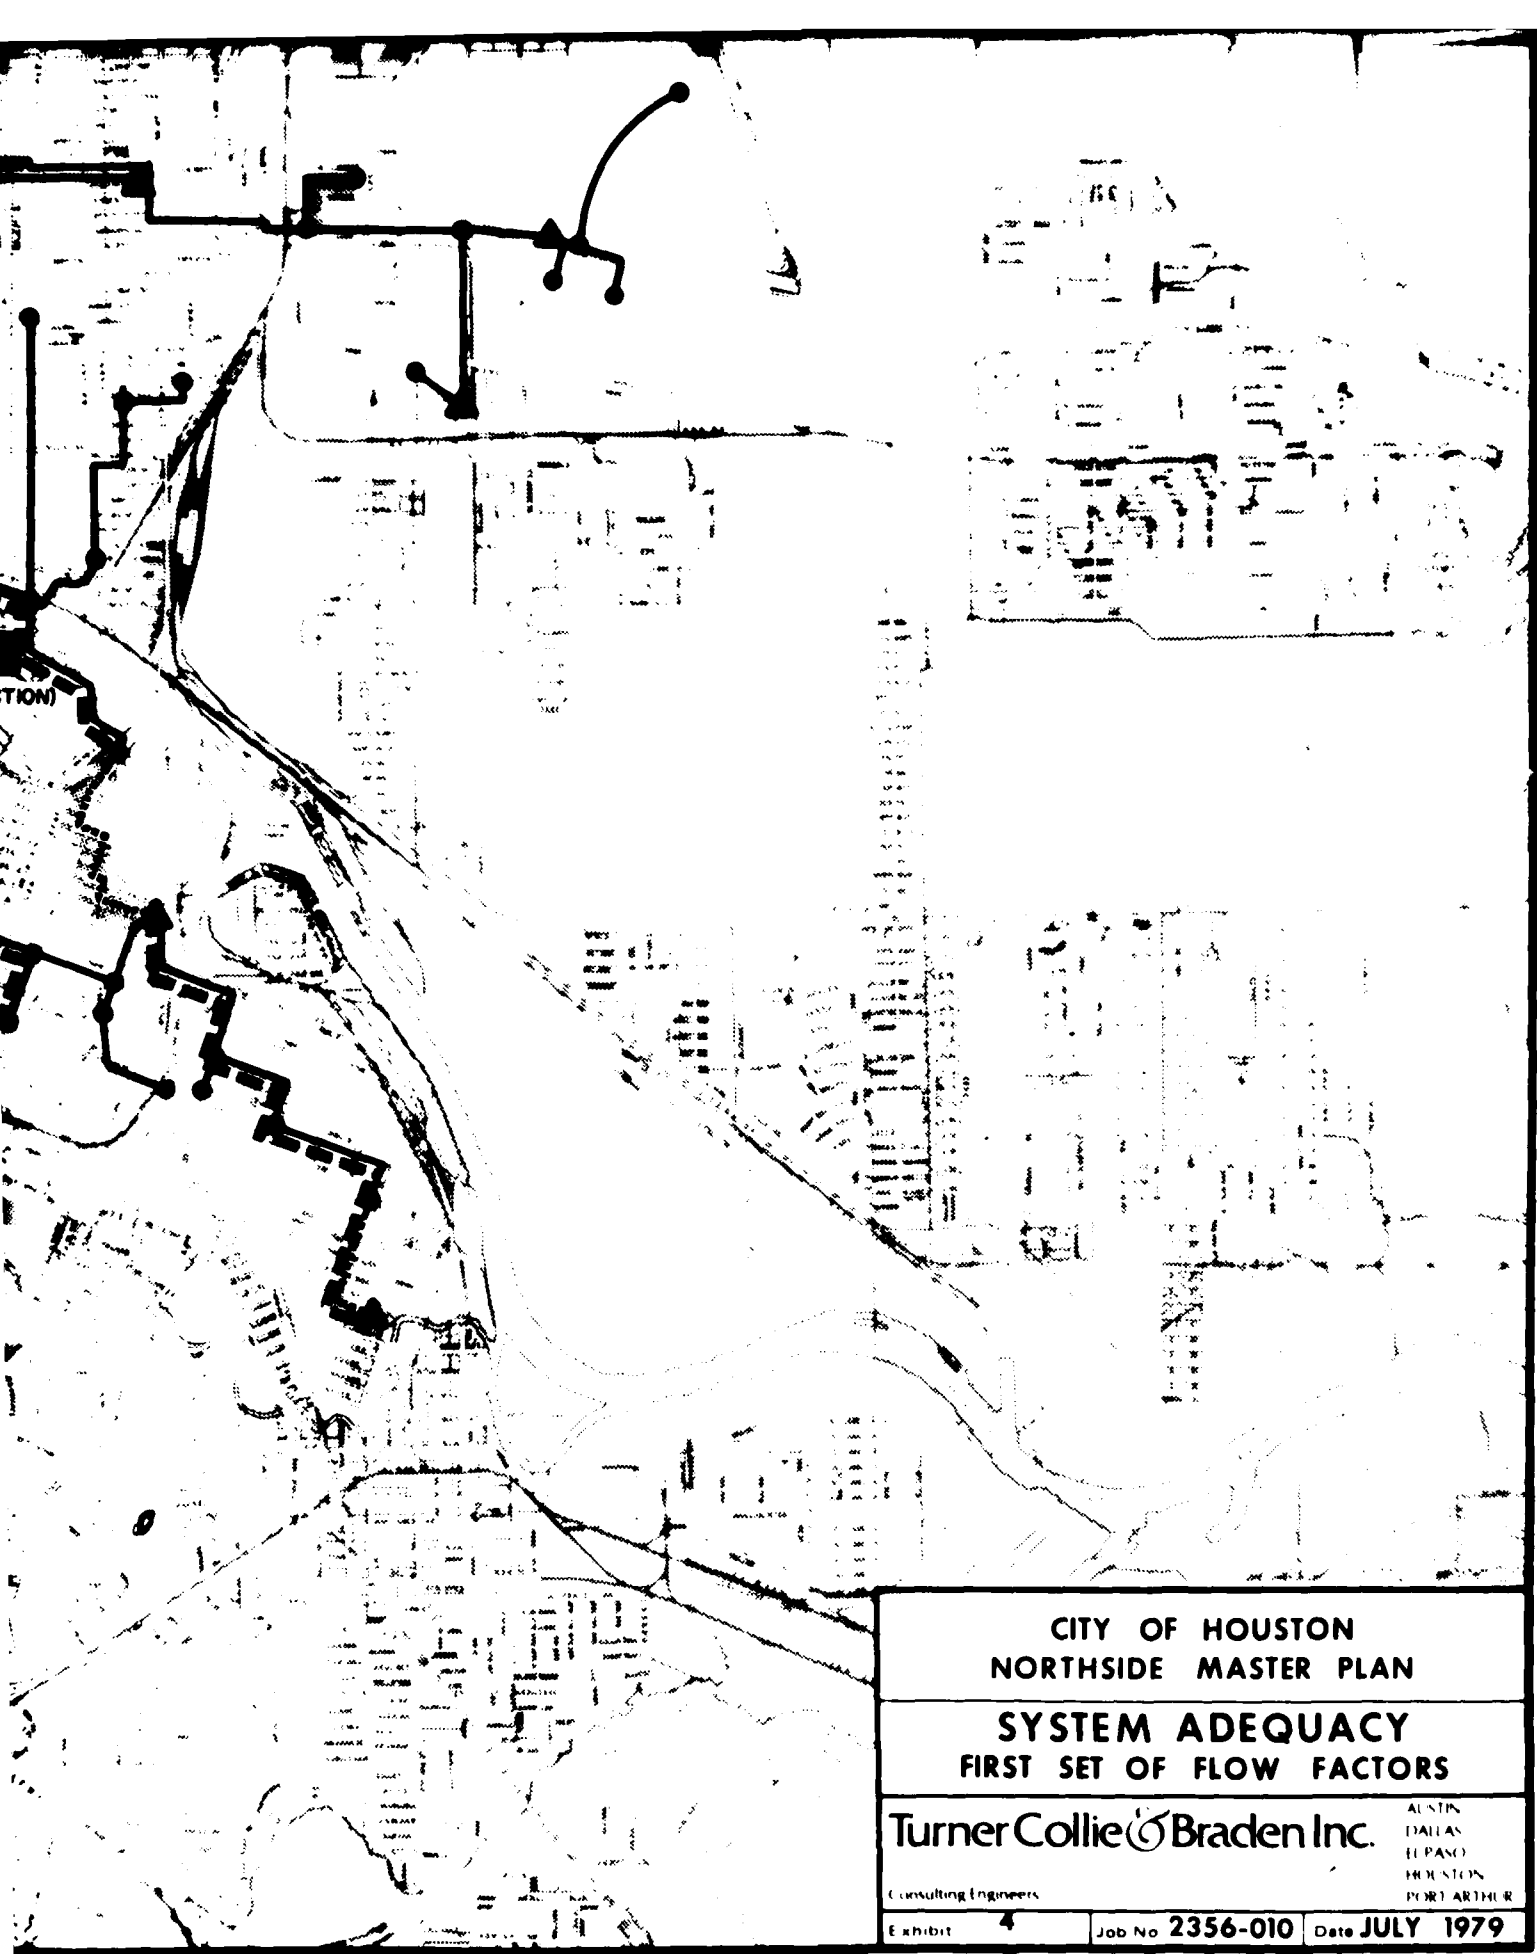 CTION)
CITY OF HOUSTON
NORTHSIDE MASTER PLAN
SYSTEM ADEQUACY
FIRST SET OF FLOW FACTORS
Turner Collie & Braden Inc.
AUSTIN
DALLAS
EL PASO
HOUSTON
PORT ARTHUR
Consulting Engineers
Exhibit 4
Job No 2356-010
Date JULY 1979